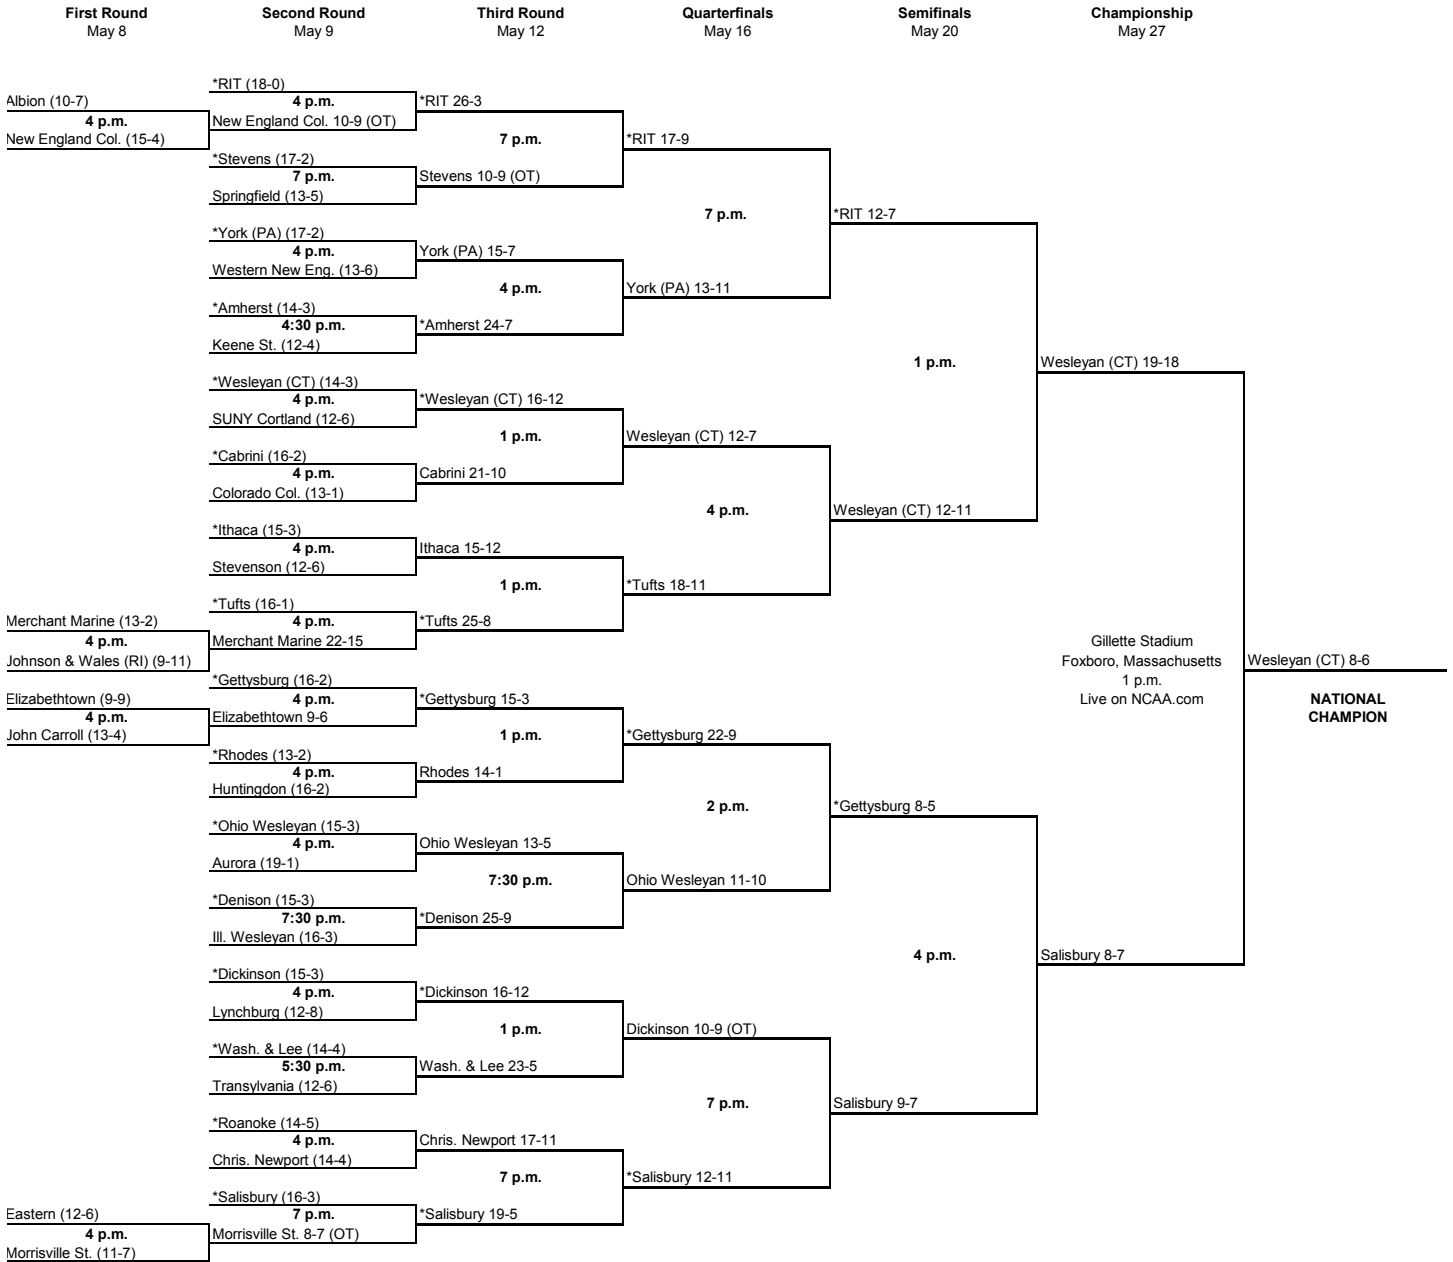 First Round
May 8
Second Round
May 9
Third Round
May 12
Quarterfinals
May 16
Semifinals
May 20
Championship
May 27
Albion (10-7)
4 p.m.
New England Col. (15-4)
Merchant Marine (13-2)
4 p.m.
Johnson & Wales (RI) (9-11)
Elizabethtown (9-9)
4 p.m.
John Carroll (13-4)
Eastern (12-6)
4 p.m.
Morrisville St. (11-7)
*RIT (18-0)
4 p.m.
New England Col. 10-9 (OT)
*Stevens (17-2)
7 p.m.
Springfield (13-5)
*York (PA) (17-2)
4 p.m.
Western New Eng. (13-6)
*Amherst (14-3)
4:30 p.m.
Keene St. (12-4)
*Wesleyan (CT) (14-3)
4 p.m.
SUNY Cortland (12-6)
*Cabrini (16-2)
4 p.m.
Colorado Col. (13-1)
*Ithaca (15-3)
4 p.m.
Stevenson (12-6)
*Tufts (16-1)
4 p.m.
Merchant Marine 22-15
*Gettysburg (16-2)
4 p.m.
Elizabethtown 9-6
*Rhodes (13-2)
4 p.m.
Huntingdon (16-2)
*Ohio Wesleyan (15-3)
4 p.m.
Aurora (19-1)
*Denison (15-3)
7:30 p.m.
Ill. Wesleyan (16-3)
*Dickinson (15-3)
4 p.m.
Lynchburg (12-8)
*Wash. & Lee (14-4)
5:30 p.m.
Transylvania (12-6)
*Roanoke (14-5)
4 p.m.
Chris. Newport (14-4)
*Salisbury (16-3)
7 p.m.
Morrisville St. 8-7 (OT)
*RIT 26-3
7 p.m.
Stevens 10-9 (OT)
York (PA) 15-7
4 p.m.
*Amherst 24-7
*Wesleyan (CT) 16-12
1 p.m.
Cabrini 21-10
Ithaca 15-12
1 p.m.
*Tufts 25-8
*Gettysburg 15-3
1 p.m.
Rhodes 14-1
Ohio Wesleyan 13-5
7:30 p.m.
*Denison 25-9
*Dickinson 16-12
1 p.m.
Wash. & Lee 23-5
Chris. Newport 17-11
7 p.m.
*Salisbury 19-5
*RIT 17-9
7 p.m.
York (PA) 13-11
Wesleyan (CT) 12-7
4 p.m.
*Tufts 18-11
*Gettysburg 22-9
2 p.m.
Ohio Wesleyan 11-10
Dickinson 10-9 (OT)
7 p.m.
*Salisbury 12-11
*RIT 12-7
1 p.m.
Wesleyan (CT) 12-11
*Gettysburg 8-5
4 p.m.
Salisbury 9-7
Wesleyan (CT) 19-18
Gillette Stadium
Foxboro, Massachusetts
1 p.m.
Live on NCAA.com
Salisbury 8-7
Wesleyan (CT) 8-6
NATIONAL
CHAMPION